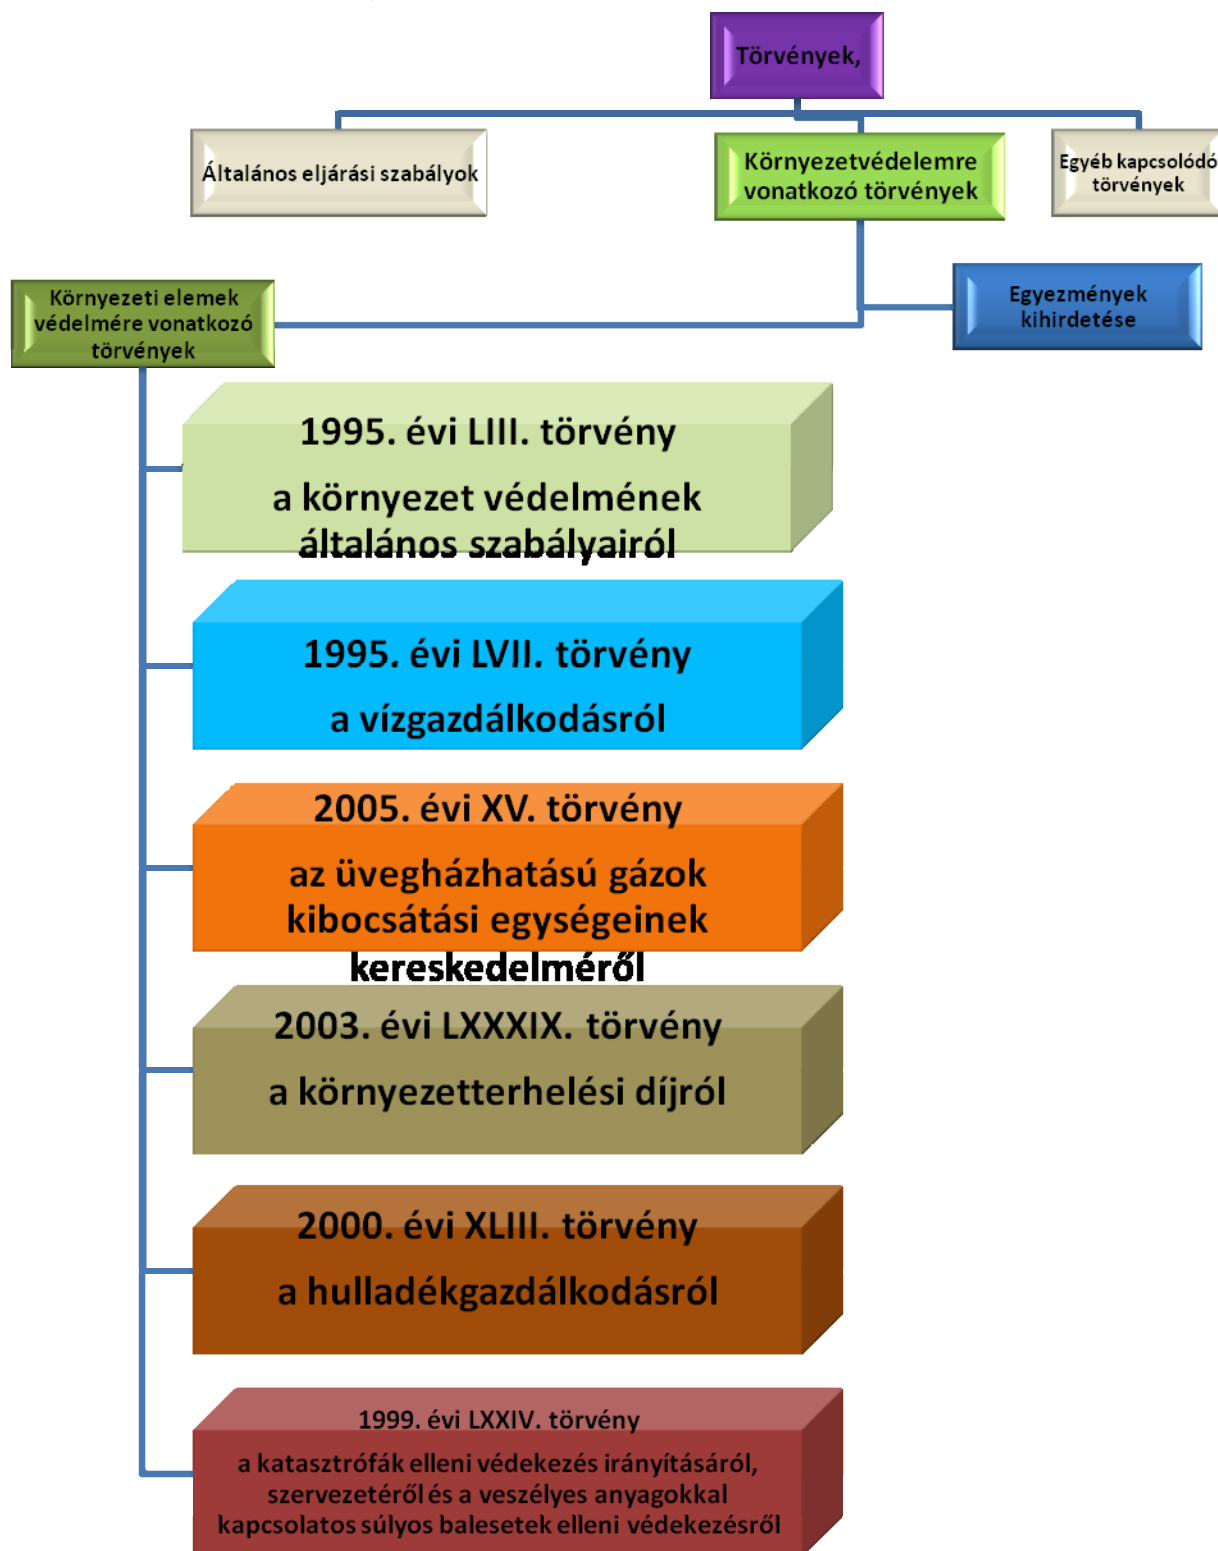 Törvények,
Általános eljárási szabályok
Környezetvédelemre
vonatkozó törvények
Egyéb kapcsolódó
törvények
Egyezmények
kihirdetése
Környezeti elemek
védelmére vonatkozó
törvények
1995. évi LIII. törvény
a környezet védelmének
általános szabályairól
1995. évi LVII. törvény
a vízgazdálkodásról
2005. évi XV. törvény
az üvegházhatású gázok
kibocsátási egységeinek
kereskedelméről
2003. évi LXXXIX. törvény
a környezetterhelési díjról
2000. évi XLIII. törvény
a hulladékgazdálkodásról
1999. évi LXXIV. törvény
a katasztrófák elleni védekezés irányításáról,
szervezetéről és a veszélyes anyagokkal
kapcsolatos súlyos balesetek elleni védekezésről